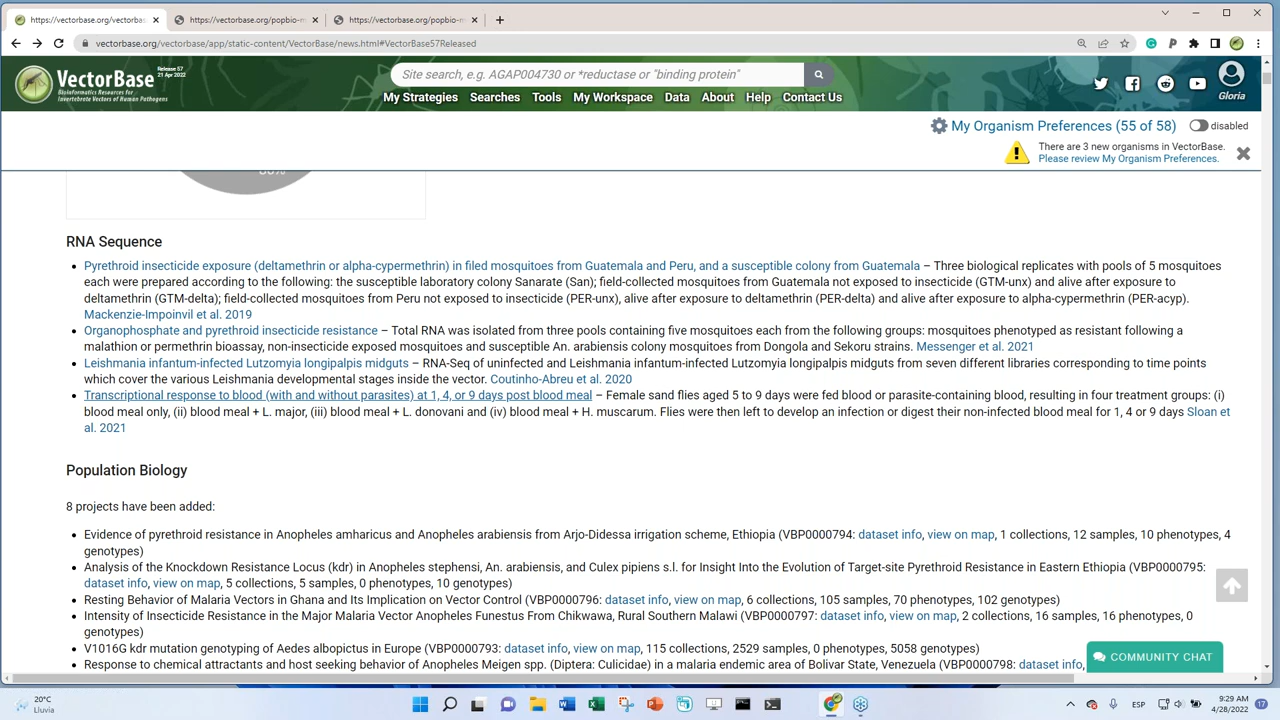 https://vectorbase.org/vectorba
https://vectorbase.org/popbio-m
https://vectorbase.org/popbio-m
vectorbase.org/vectorbase/app/static-content/VectorBase/news.html#VectorBase57Released
VectorBase
Release 57
21 Apr 2022
Bioinformatics Resources for
Invertebrate Vectors of Human Pathogens
Site search, e.g. AGAP004730 or *reductase or "binding protein"
My Strategies Searches Tools My Workspace Data About Help Contact Us
Gloria
My Organism Preferences (55 of 58) disabled
There are 3 new organisms in VectorBase.
Please review My Organism Preferences.
RNA Sequence
Pyrethroid insecticide exposure (deltamethrin or alpha-cypermethrin) in filed mosquitoes from Guatemala and Peru, and a susceptible colony from Guatemala – Three biological replicates with pools of 5 mosquitoes
each were prepared according to the following: the susceptible laboratory colony Sanarate (San); field-collected mosquitoes from Guatemala not exposed to insecticide (GTM-unx) and alive after exposure to
deltamethrin (GTM-delta); field-collected mosquitoes from Peru not exposed to insecticide (PER-unx), alive after exposure to deltamethrin (PER-delta) and alive after exposure to alpha-cypermethrin (PER-acyp).
Mackenzie-Impoinvil et al. 2019
Organophosphate and pyrethroid insecticide resistance – Total RNA was isolated from three pools containing five mosquitoes each from the following groups: mosquitoes phenotyped as resistant following a
malathion or permethrin bioassay, non-insecticide exposed mosquitoes and susceptible An. arabiensis colony mosquitoes from Dongola and Sekoru strains. Messenger et al. 2021
Leishmania infantum-infected Lutzomyia longipalpis midguts – RNA-Seq of uninfected and Leishmania infantum-infected Lutzomyia longipalpis midguts from seven different libraries corresponding to time points
which cover the various Leishmania developmental stages inside the vector. Coutinho-Abreu et al. 2020
Transcriptional response to blood (with and without parasites) at 1, 4, or 9 days post blood meal – Female sand flies aged 5 to 9 days were fed blood or parasite-containing blood, resulting in four treatment groups: (i)
blood meal only, (ii) blood meal + L. major, (iii) blood meal + L. donovani and (iv) blood meal + H. muscarum. Flies were then left to develop an infection or digest their non-infected blood meal for 1, 4 or 9 days Sloan et
al. 2021
Population Biology
8 projects have been added:
Evidence of pyrethroid resistance in Anopheles amharicus and Anopheles arabiensis from Arjo-Didessa irrigation scheme, Ethiopia (VBP0000794: dataset info, view on map, 1 collections, 12 samples, 10 phenotypes, 4
genotypes)
Analysis of the Knockdown Resistance Locus (kdr) in Anopheles stephensi, An. arabiensis, and Culex pipiens s.l. for Insight Into the Evolution of Target-site Pyrethroid Resistance in Eastern Ethiopia (VBP0000795:
dataset info, view on map, 5 collections, 5 samples, 0 phenotypes, 10 genotypes)
Resting Behavior of Malaria Vectors in Ghana and Its Implication on Vector Control (VBP0000796: dataset info, view on map, 6 collections, 105 samples, 70 phenotypes, 102 genotypes)
Intensity of Insecticide Resistance in the Major Malaria Vector Anopheles Funestus From Chikwawa, Rural Southern Malawi (VBP0000797: dataset info, view on map, 2 collections, 16 samples, 16 phenotypes, 0
genotypes)
V1016G kdr mutation genotyping of Aedes albopictus in Europe (VBP0000793: dataset info, view on map, 115 collections, 2529 samples, 0 phenotypes, 5058 genotypes)
Response to chemical attractants and host seeking behavior of Anopheles Meigen spp. (Diptera: Culicidae) in a malaria endemic area of Bolivar State, Venezuela (VBP0000798: dataset info,
COMMUNITY CHAT
20°C
Lluvia
ESP
9:29 AM
4/28/2022
17